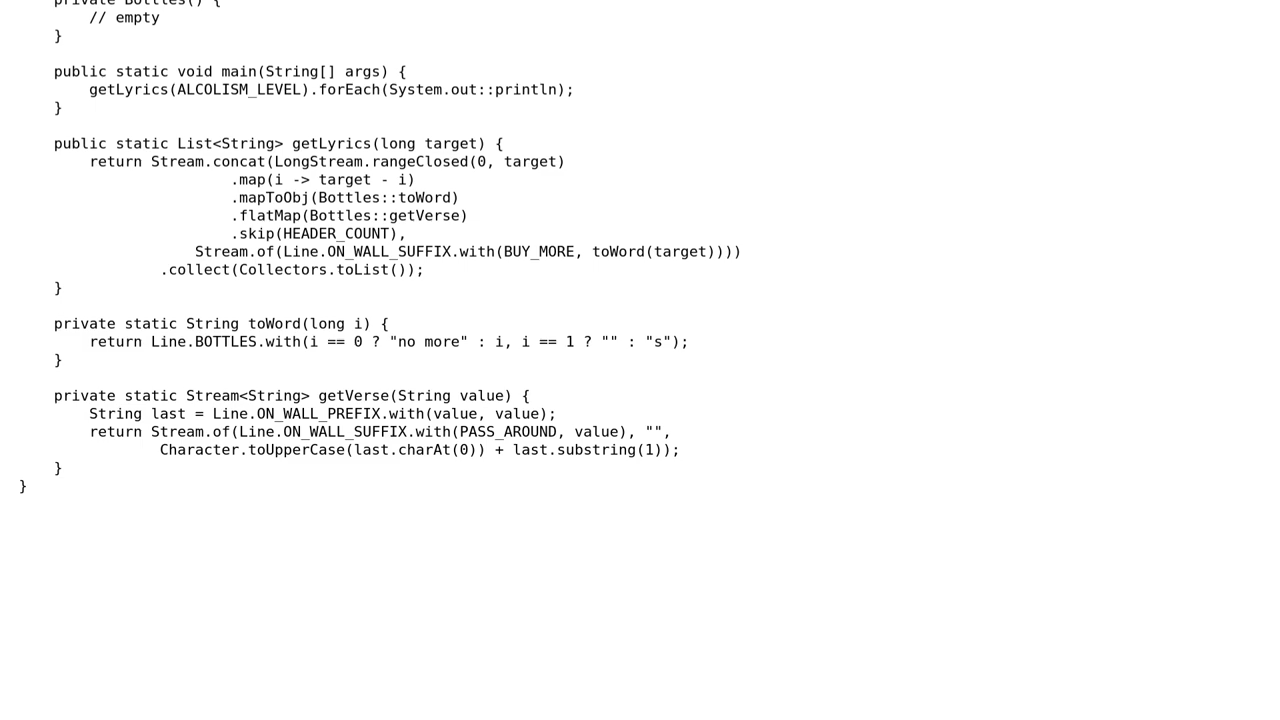 private Bottles() {
        // empty
    }

    public static void main(String[] args) {
        getLyrics(ALCOLISM_LEVEL).forEach(System.out::println);
    }

    public static List<String> getLyrics(long target) {
        return Stream.concat(LongStream.rangeClosed(0, target)
                        .map(i -> target - i)
                        .mapToObj(Bottles::toWord)
                        .flatMap(Bottles::getVerse)
                        .skip(HEADER_COUNT),
                    Stream.of(Line.ON_WALL_SUFFIX.with(BUY_MORE, toWord(target))))
                .collect(Collectors.toList());
    }

    private static String toWord(long i) {
        return Line.BOTTLES.with(i == 0 ? "no more" : i, i == 1 ? "" : "s");
    }

    private static Stream<String> getVerse(String value) {
        String last = Line.ON_WALL_PREFIX.with(value, value);
        return Stream.of(Line.ON_WALL_SUFFIX.with(PASS_AROUND, value), "",
                Character.toUpperCase(last.charAt(0)) + last.substring(1));
    }
}